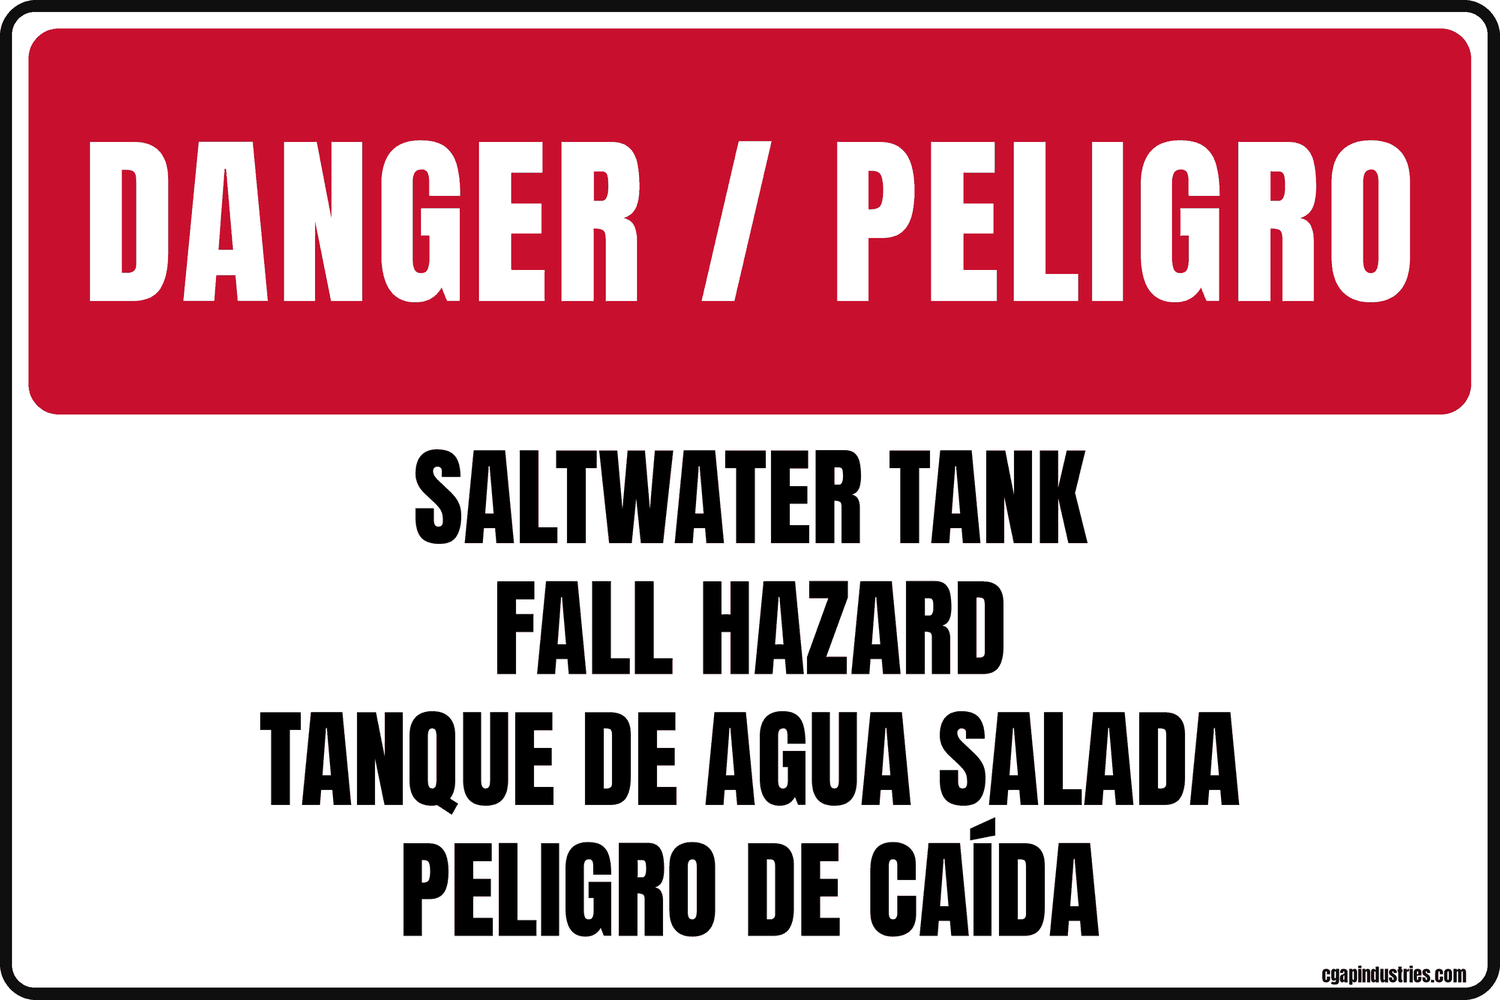 DANGER / PELIGRO
SALTWATER TANK
FALL HAZARD
TANQUE DE AGUA SALADA
PELIGRO DE CAÍDA
cgapindustries.com